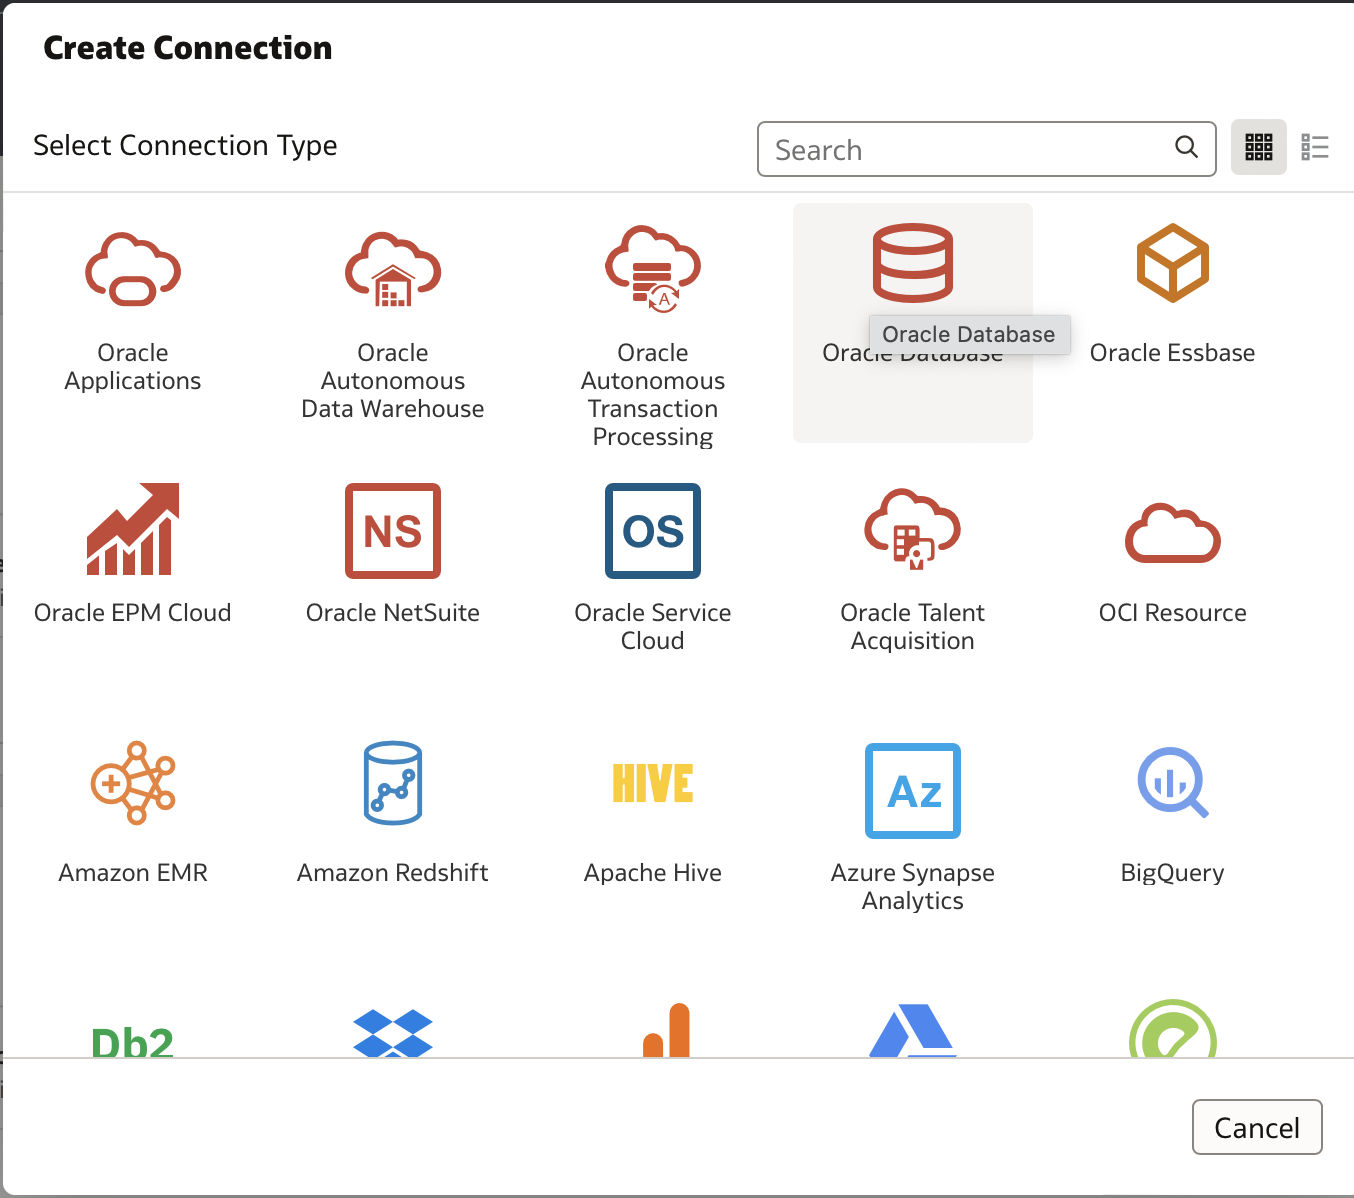 Create Connection
Select Connection Type
Search
A
Oracle
Applications
Oracle
Autonomous
Data Warehouse
Oracle
Autonomous
Transaction
Processing
Oracle Database
Oracle Database
Oracle Essbase
NS
OS
Oracle EPM Cloud
Oracle NetSuite
Oracle Service
Cloud
Oracle Talent
Acquisition
OCI Resource
HIVE
Az
Amazon EMR
Amazon Redshift
Apache Hive
Azure Synapse
Analytics
BigQuery
Db2
Cancel